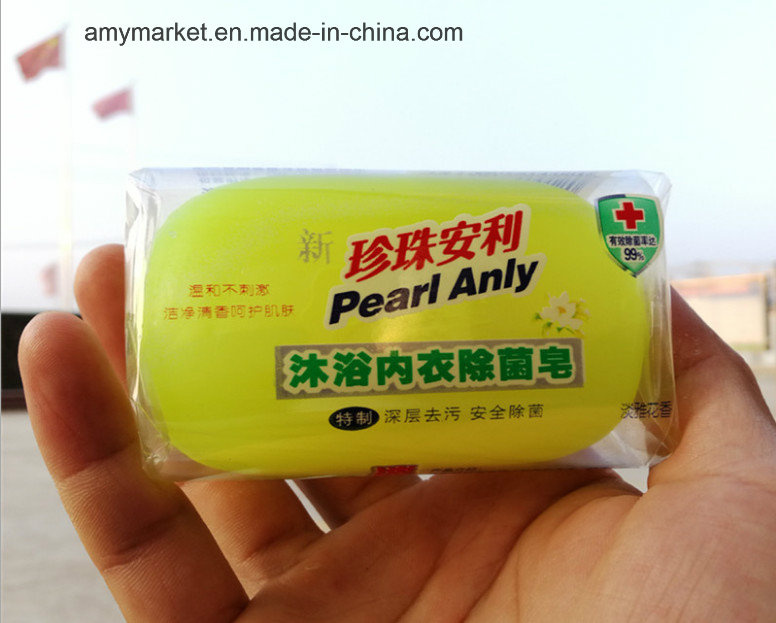 amymarket.en.made-in-china.com
新
珍珠安利
Pearl Anly
有效除菌率达
99%
温和不刺激
洁净清香呵护肌肤
沐浴内衣除菌皂
特制 深层去污 安全除菌
淡雅花香